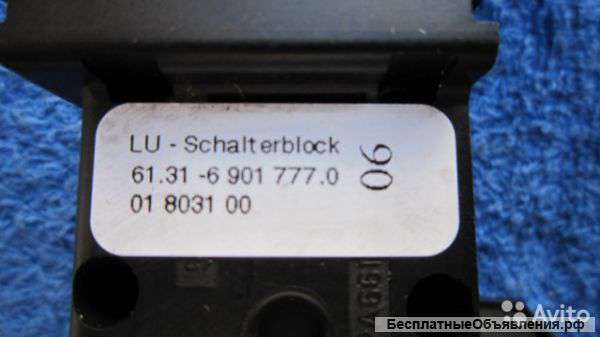 LU - Schalterblock
61.31 -6 901 777.0
01 8031 00
06
Avito
БесплатныеОбъявления.рф